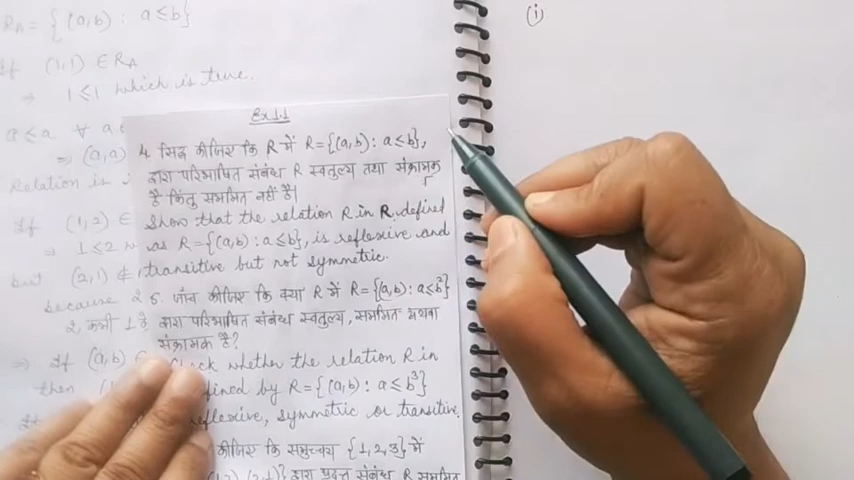 R_A = {(a,b) : a ≤ b}
(i)
If (1,1) ∈ R_A
⇒ 1 ≤ 1 which is true.
a ≤ a ∀ a
⇒ (a,a)
Relation is
If (1,2) ∈
⇒ 1 ≤ 2
but (2,1) ∉
because 2
2
⇒ If (a,b)
then
Ex 1.1
4. सिद्ध कीजिए कि R में R = {(a,b) : a ≤ b},
द्वारा परिभाषित संबंध R स्वतुल्य तथा संक्रामक
है किंतु सममित नहीं है।
Show that the relation R in R defined
as R = {(a,b) : a ≤ b}, is reflexive and
transitive but not symmetric.
5. जाँच कीजिए कि क्या R में R = {(a,b) : a ≤ b³}
द्वारा परिभाषित संबंध स्वतुल्य, सममित अथवा
संक्रामक है?
Check whether the relation R in
defined by R = {(a,b) : a ≤ b³}
reflexive, symmetric or transitive.
कीजिए कि समुच्चय {1,2,3} में
(2,1)} द्वारा प्रदत्त संबंध R सममित